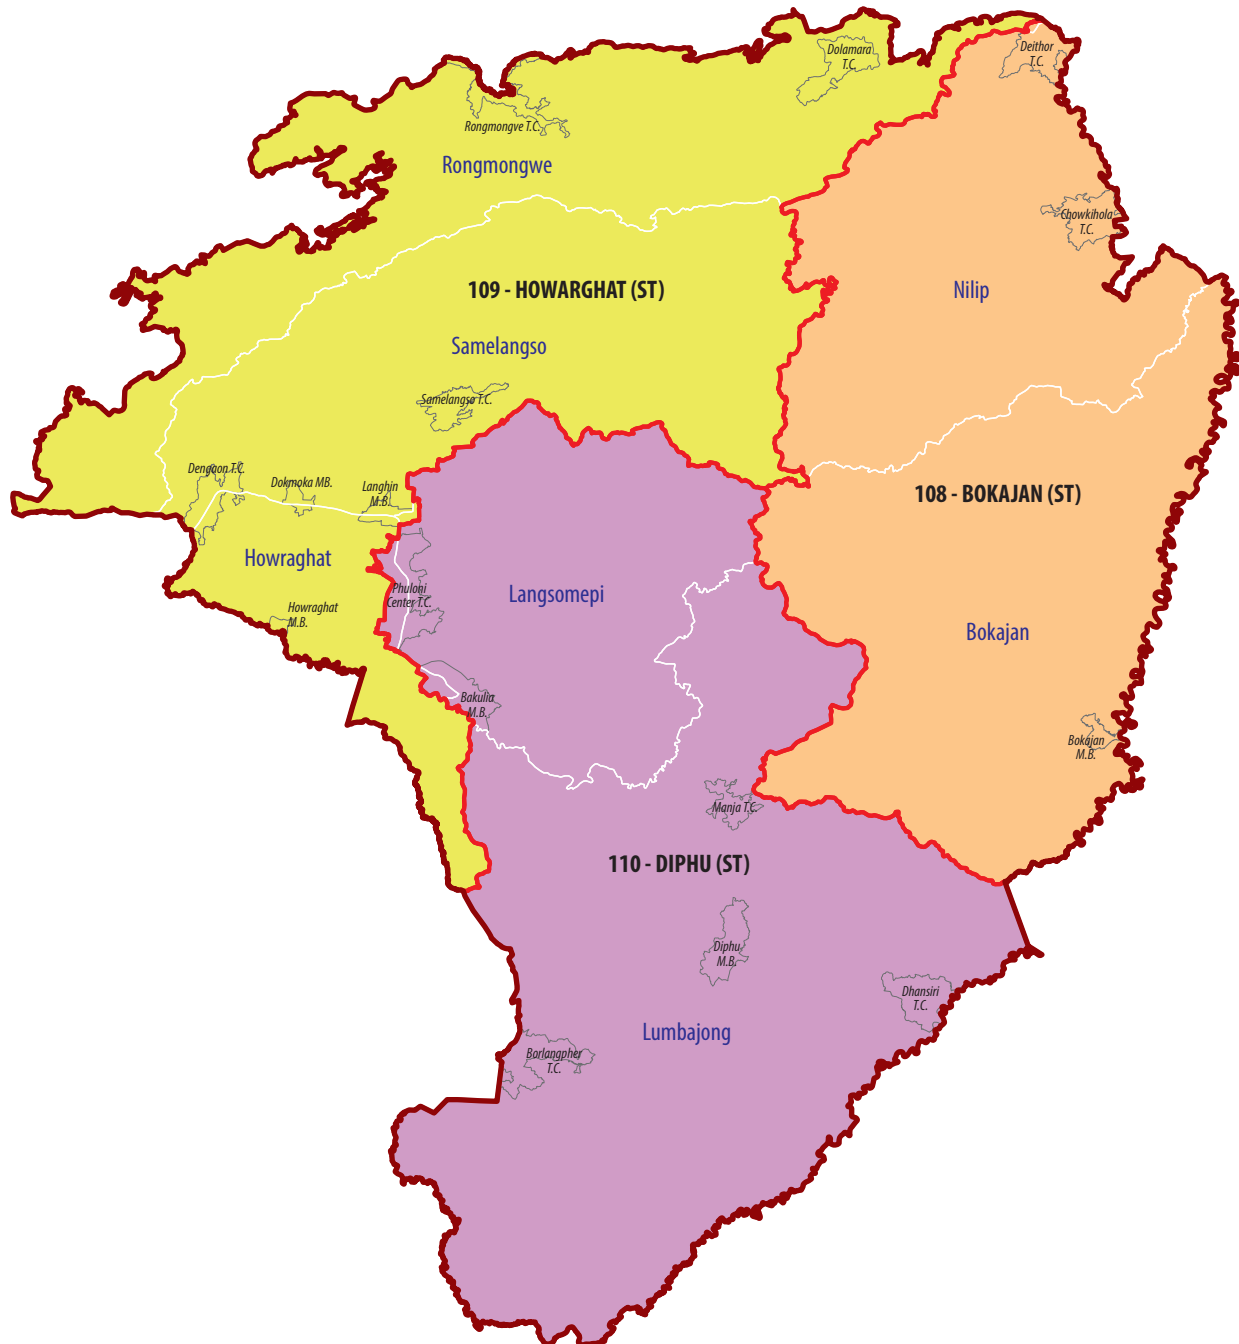 Dolamara
T.C.
Deithor
T.C.
Rongmongve T.C.
Rongmongwe
Chowkihola
T.C.
109 - HOWARGHAT (ST)
Nilip
Samelangso
Samelangso T.C.
Dengaon T.C.
Dokmoka MB.
Langhin
M.B.
108 - BOKAJAN (ST)
Howraghat
Phuloni
Center T.C.
Langsomepi
Howraghat
M.B.
Bokajan
Bakulia
M.B.
Bokajan
M.B.
Manja T.C.
110 - DIPHU (ST)
Diphu
M.B.
Dhansiri
T.C.
Lumbajong
Borlangpher
T.C.